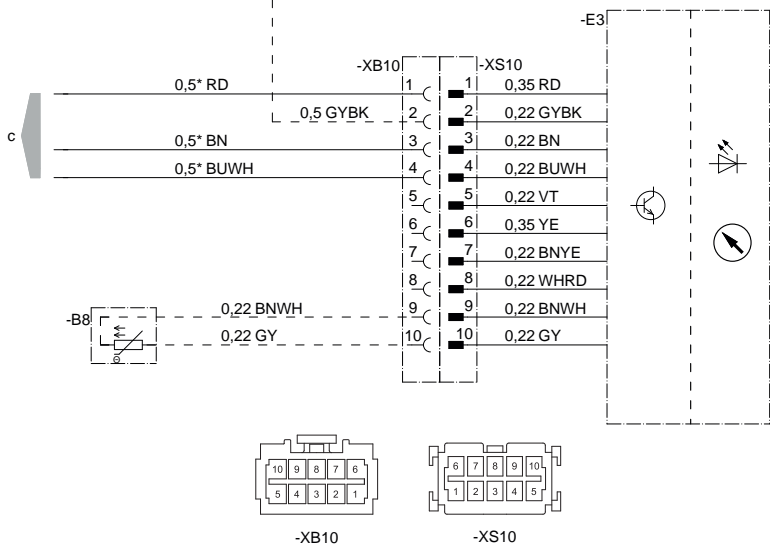 -E3
-XB10 -XS10
0,5* RD 1 1 0,35 RD
0,5 GYBK 2 2 0,22 GYBK
c
0,5* BN 3 3 0,22 BN
0,5* BUWH 4 4 0,22 BUWH
5 5 0,22 VT
6 6 0,35 YE
7 7 0,22 BNYE
8 8 0,22 WHRD
-B8 0,22 BNWH 9 9 0,22 BNWH
0,22 GY 10 10 0,22 GY
Θ
10 9 8 7 6
5 4 3 2 1
6 7 8 9 10
1 2 3 4 5
-XB10 -XS10